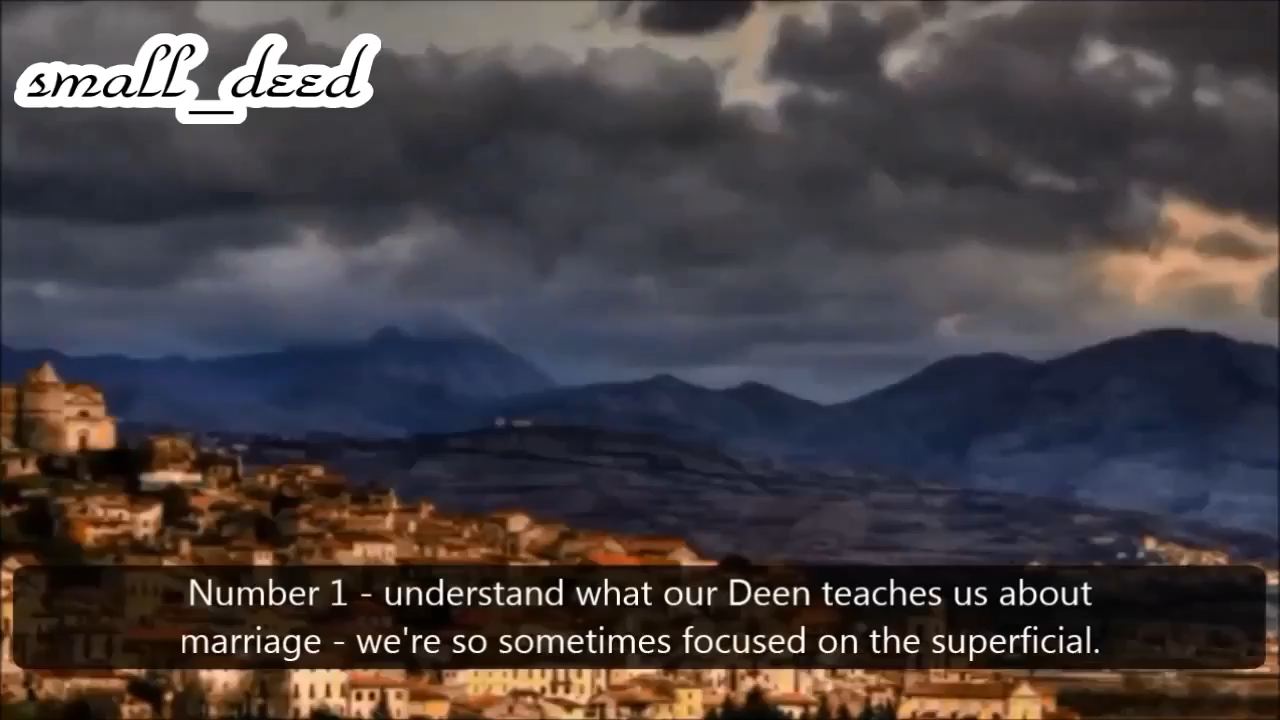 small_deed
Number 1 - understand what our Deen teaches us about
marriage - we're so sometimes focused on the superficial.